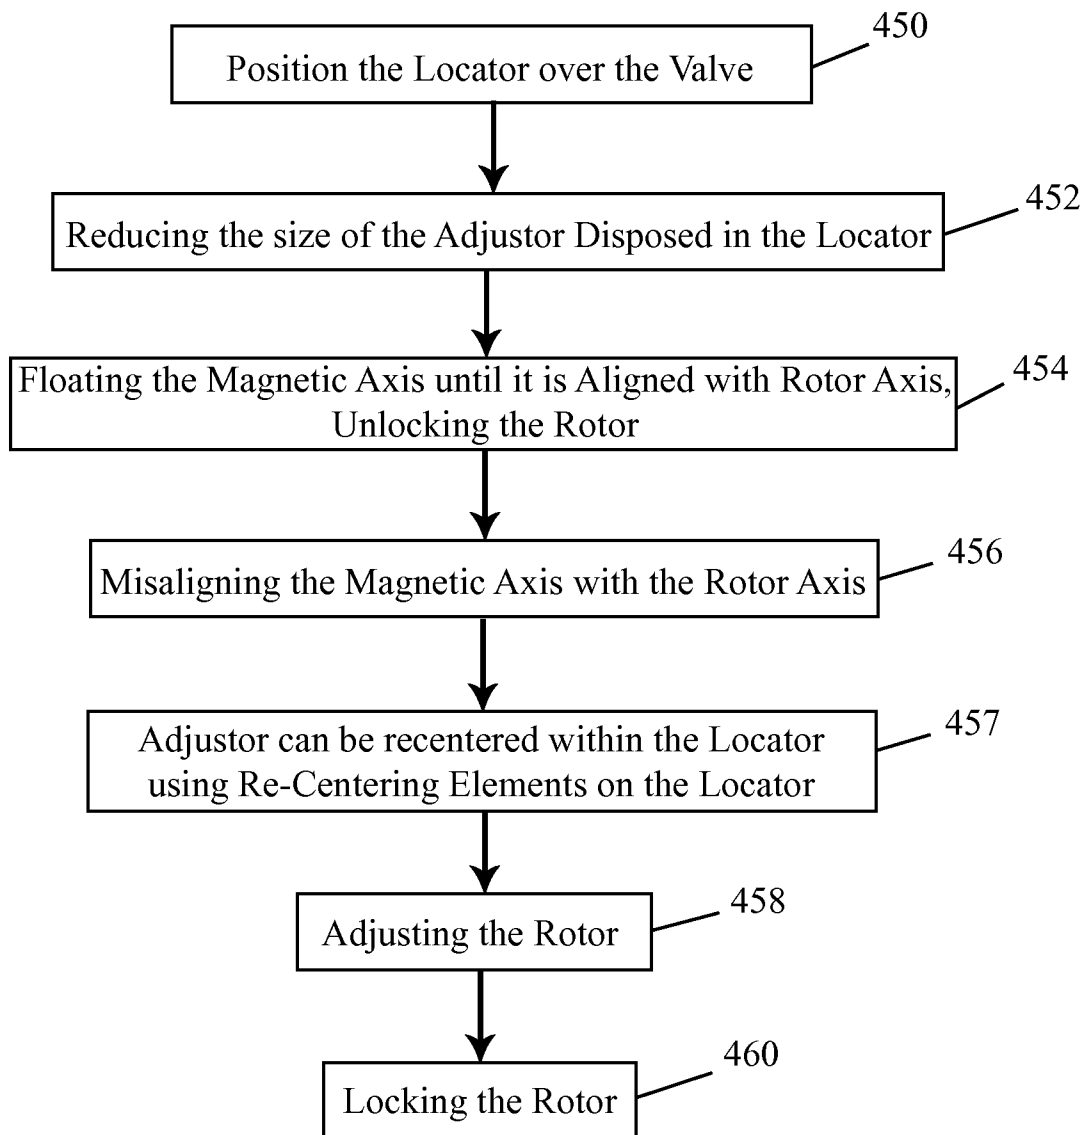 450
Position the Locator over the Valve
452
Reducing the size of the Adjustor Disposed in the Locator
454
Floating the Magnetic Axis until it is Aligned with Rotor Axis,
Unlocking the Rotor
456
Misaligning the Magnetic Axis with the Rotor Axis
457
Adjustor can be recentered within the Locator
using Re-Centering Elements on the Locator
458
Adjusting the Rotor
460
Locking the Rotor